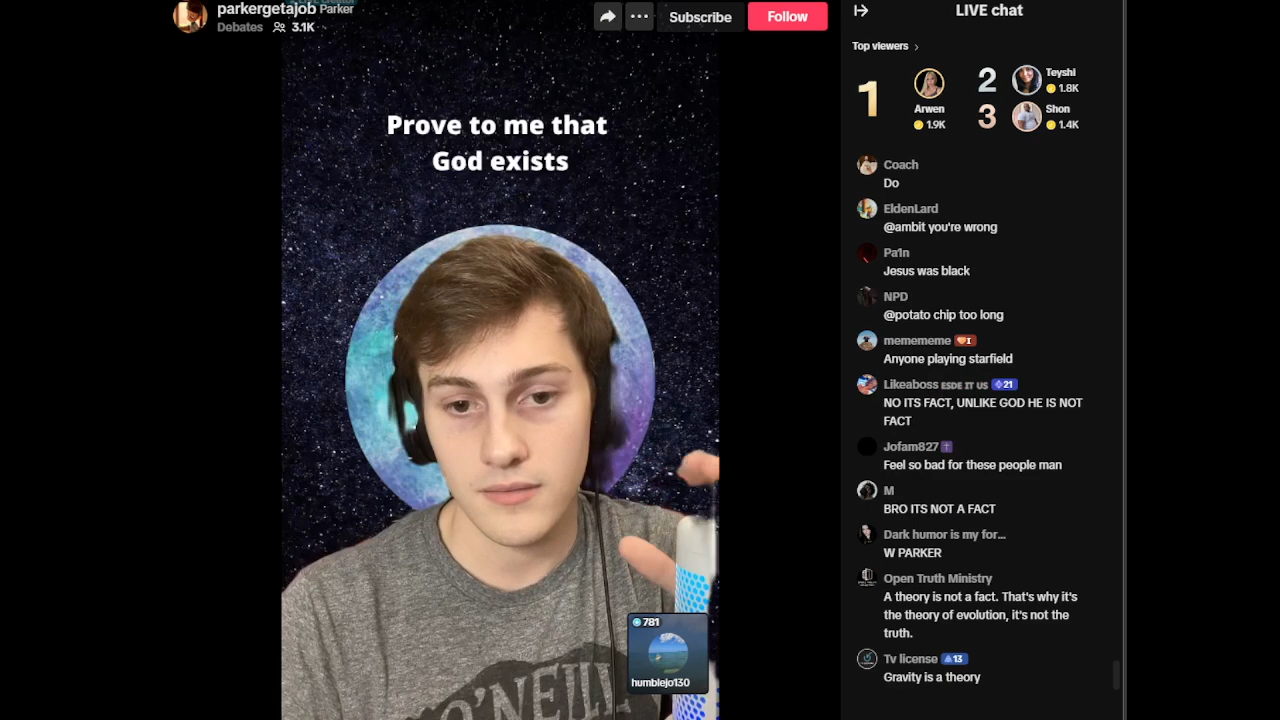 parkergetajob Parker
Debates 3.1K
Subscribe
Follow
LIVE chat
Top viewers
1
Arwen
1.9K
2
Teyshi
1.8K
3
Shon
1.4K
Prove to me that
God exists
Coach
Do
EldenLard
@ambit you're wrong
Pa1n
Jesus was black
NPD
@potato chip too long
memememe I
Anyone playing starfield
Likeaboss ESDE IT US 21
NO ITS FACT, UNLIKE GOD HE IS NOT
FACT
Jofam827
Feel so bad for these people man
M
BRO ITS NOT A FACT
Dark humor is my for...
W PARKER
Open Truth Ministry
A theory is not a fact. That's why it's
the theory of evolution, it's not the
truth.
Tv license 13
Gravity is a theory
781
humblejo130
O'NEILL